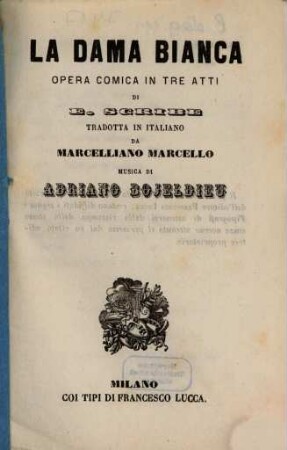 LA DAMA BIANCA
OPERA COMICA IN TRE ATTI
DI
E. SCRIBE
TRADOTTA IN ITALIANO
DA
MARCELLIANO MARCELLO
MUSICA DI
ADRIANO BOJELDIEU
MILANO
COI TIPI DI FRANCESCO LUCCA.